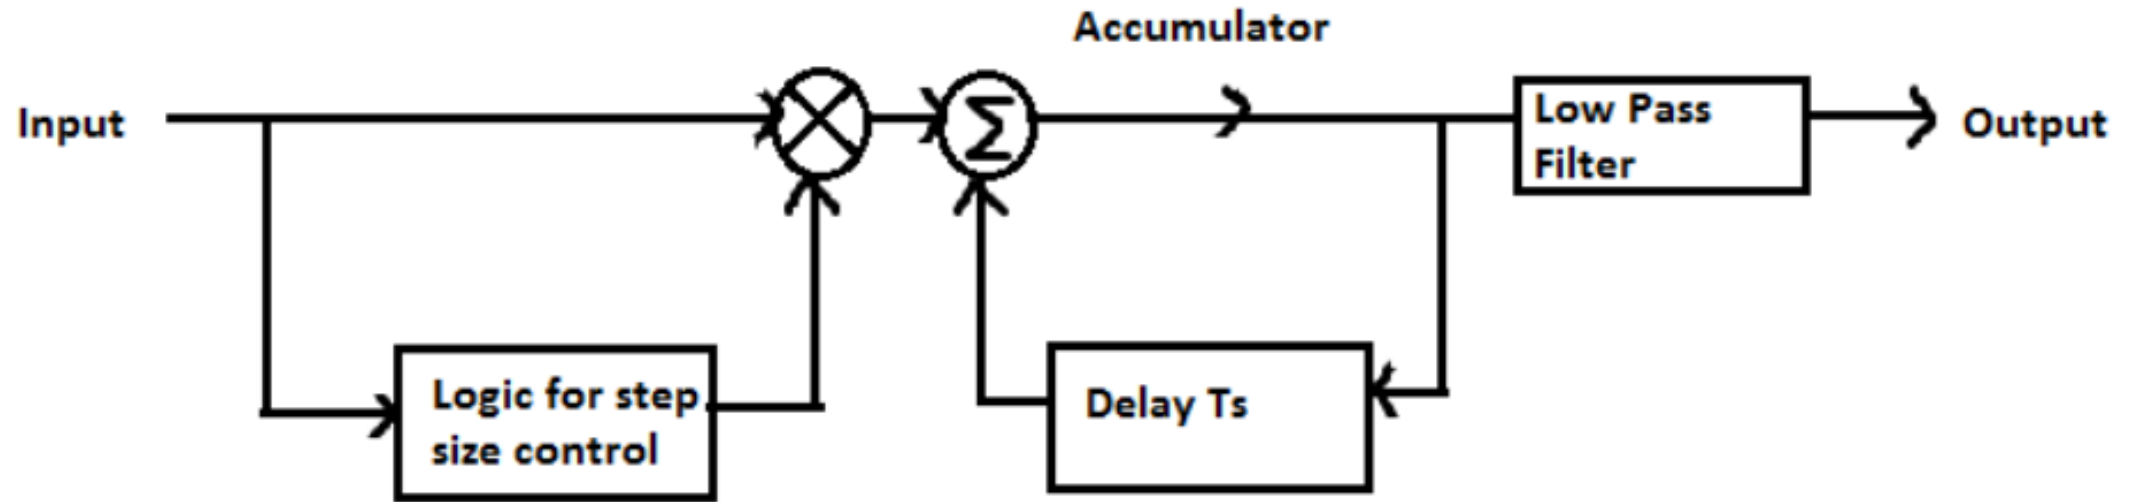 Accumulator
Input
Σ
Low Pass
Filter
Output
Logic for step
size control
Delay Ts